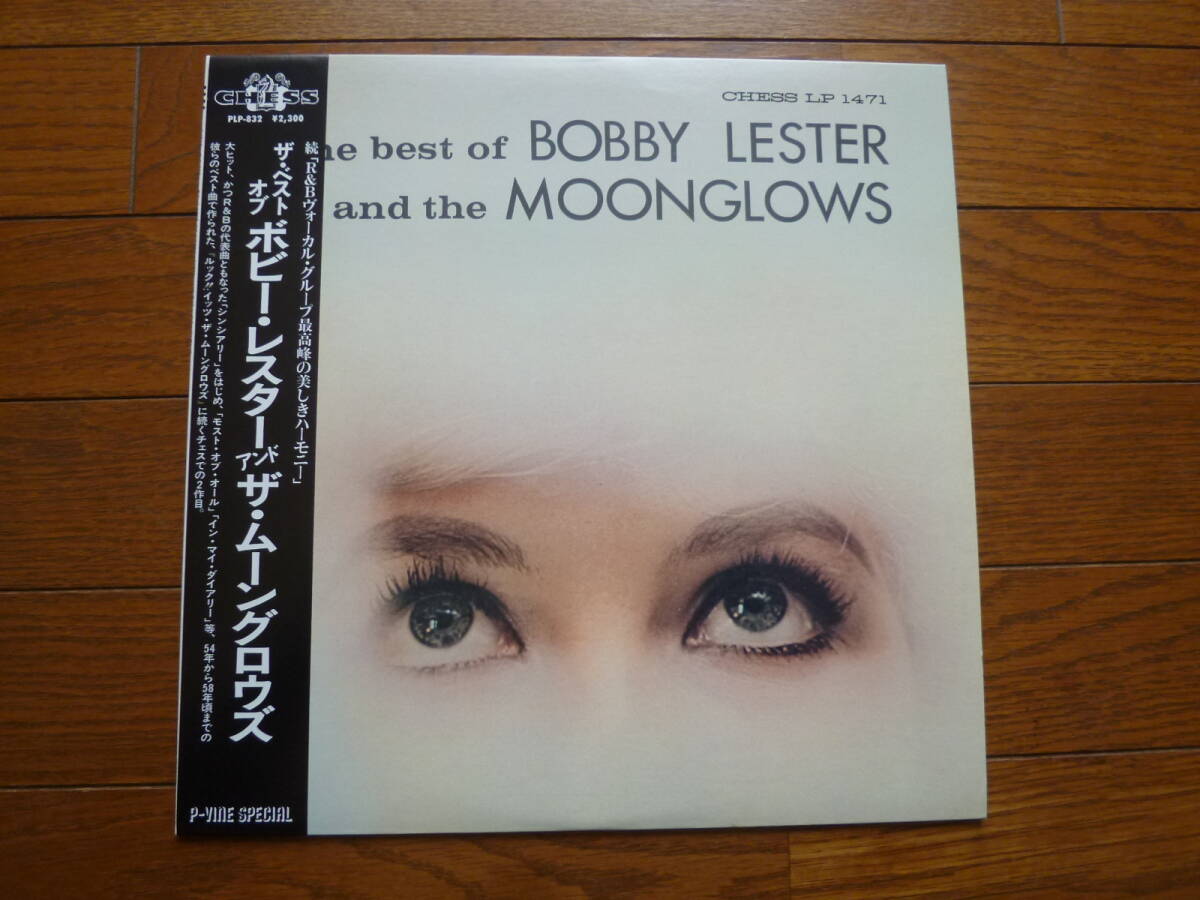 CHESS
PLP-832 ¥2,300
続「R&Bヴォーカル・グループ最高峰の美しきハーモニー」
ザ・ベスト
オブ
ボビー・レスター
アンド
ザ・ムーングロウズ
大ヒット、かつR&Bの代表曲ともなった「シンシアリー」をはじめ、「モスト・オブ・オール」「イン・マイ・ダイアリー」等、54年から58年頃までの
彼らのベスト曲で作られた、『ルック!!イッツ・ザ・ムーングロウズ』に続くチェスでの2作目。
P-VINE SPECIAL
CHESS LP 1471
he best of BOBBY LESTER
and the MOONGLOWS